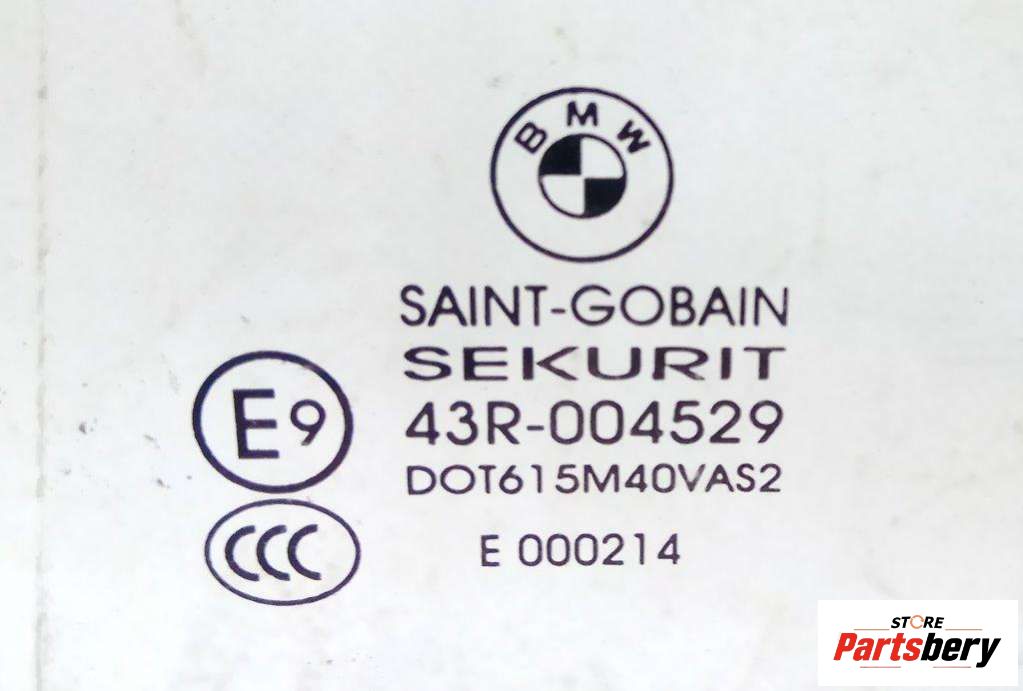 BMW
SAINT-GOBAIN
SEKURIT
E9
43R-004529
DOT615M40VAS2
CCC
E 000214
STORE
Partsbery